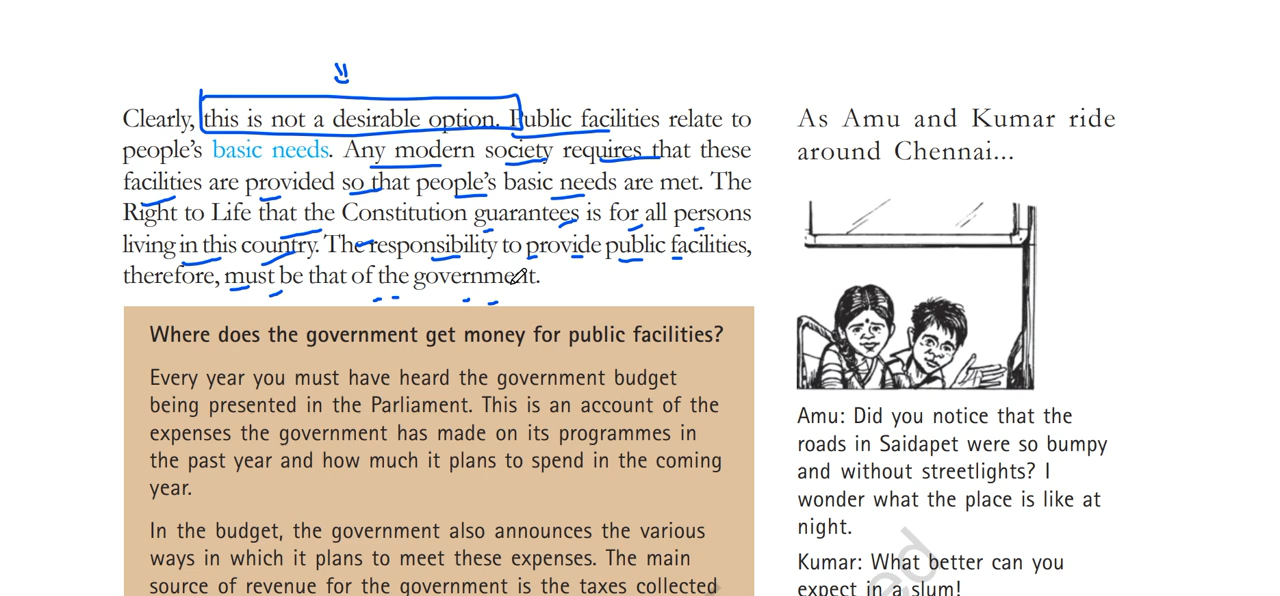 Clearly, this is not a desirable option. Public facilities relate to
people's basic needs. Any modern society requires that these
facilities are provided so that people's basic needs are met. The
Right to Life that the Constitution guarantees is for all persons
living in this country. The responsibility to provide public facilities,
therefore, must be that of the government.
Where does the government get money for public facilities?
Every year you must have heard the government budget
being presented in the Parliament. This is an account of the
expenses the government has made on its programmes in
the past year and how much it plans to spend in the coming
year.
In the budget, the government also announces the various
ways in which it plans to meet these expenses. The main
source of revenue for the government is the taxes collected
As Amu and Kumar ride
around Chennai...
Amu: Did you notice that the
roads in Saidapet were so bumpy
and without streetlights? I
wonder what the place is like at
night.
Kumar: What better can you
expect in a slum!